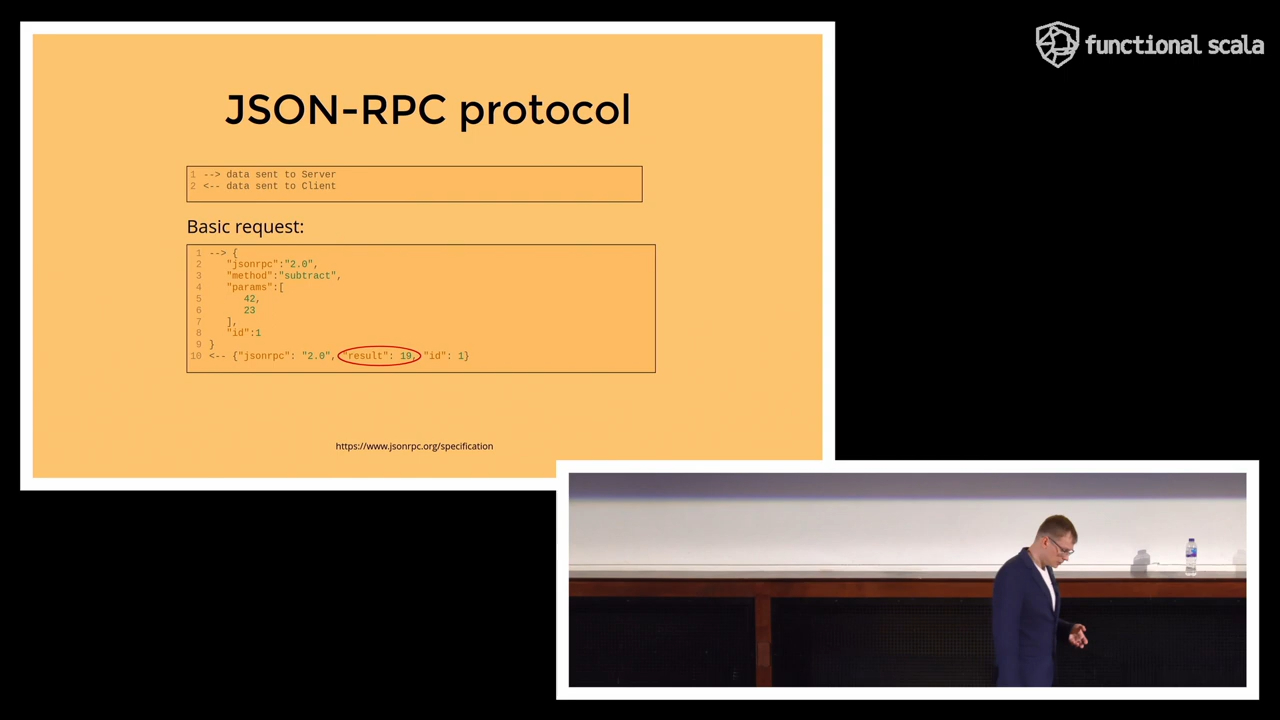 functional scala
JSON-RPC protocol
1 --> data sent to Server
2 <-- data sent to Client
Basic request:
1 --> {
2 "jsonrpc":"2.0",
3 "method":"subtract",
4 "params":[
5 42,
6 23
7 ],
8 "id":1
9 }
10 <-- {"jsonrpc": "2.0", "result": 19, "id": 1}
https://www.jsonrpc.org/specification